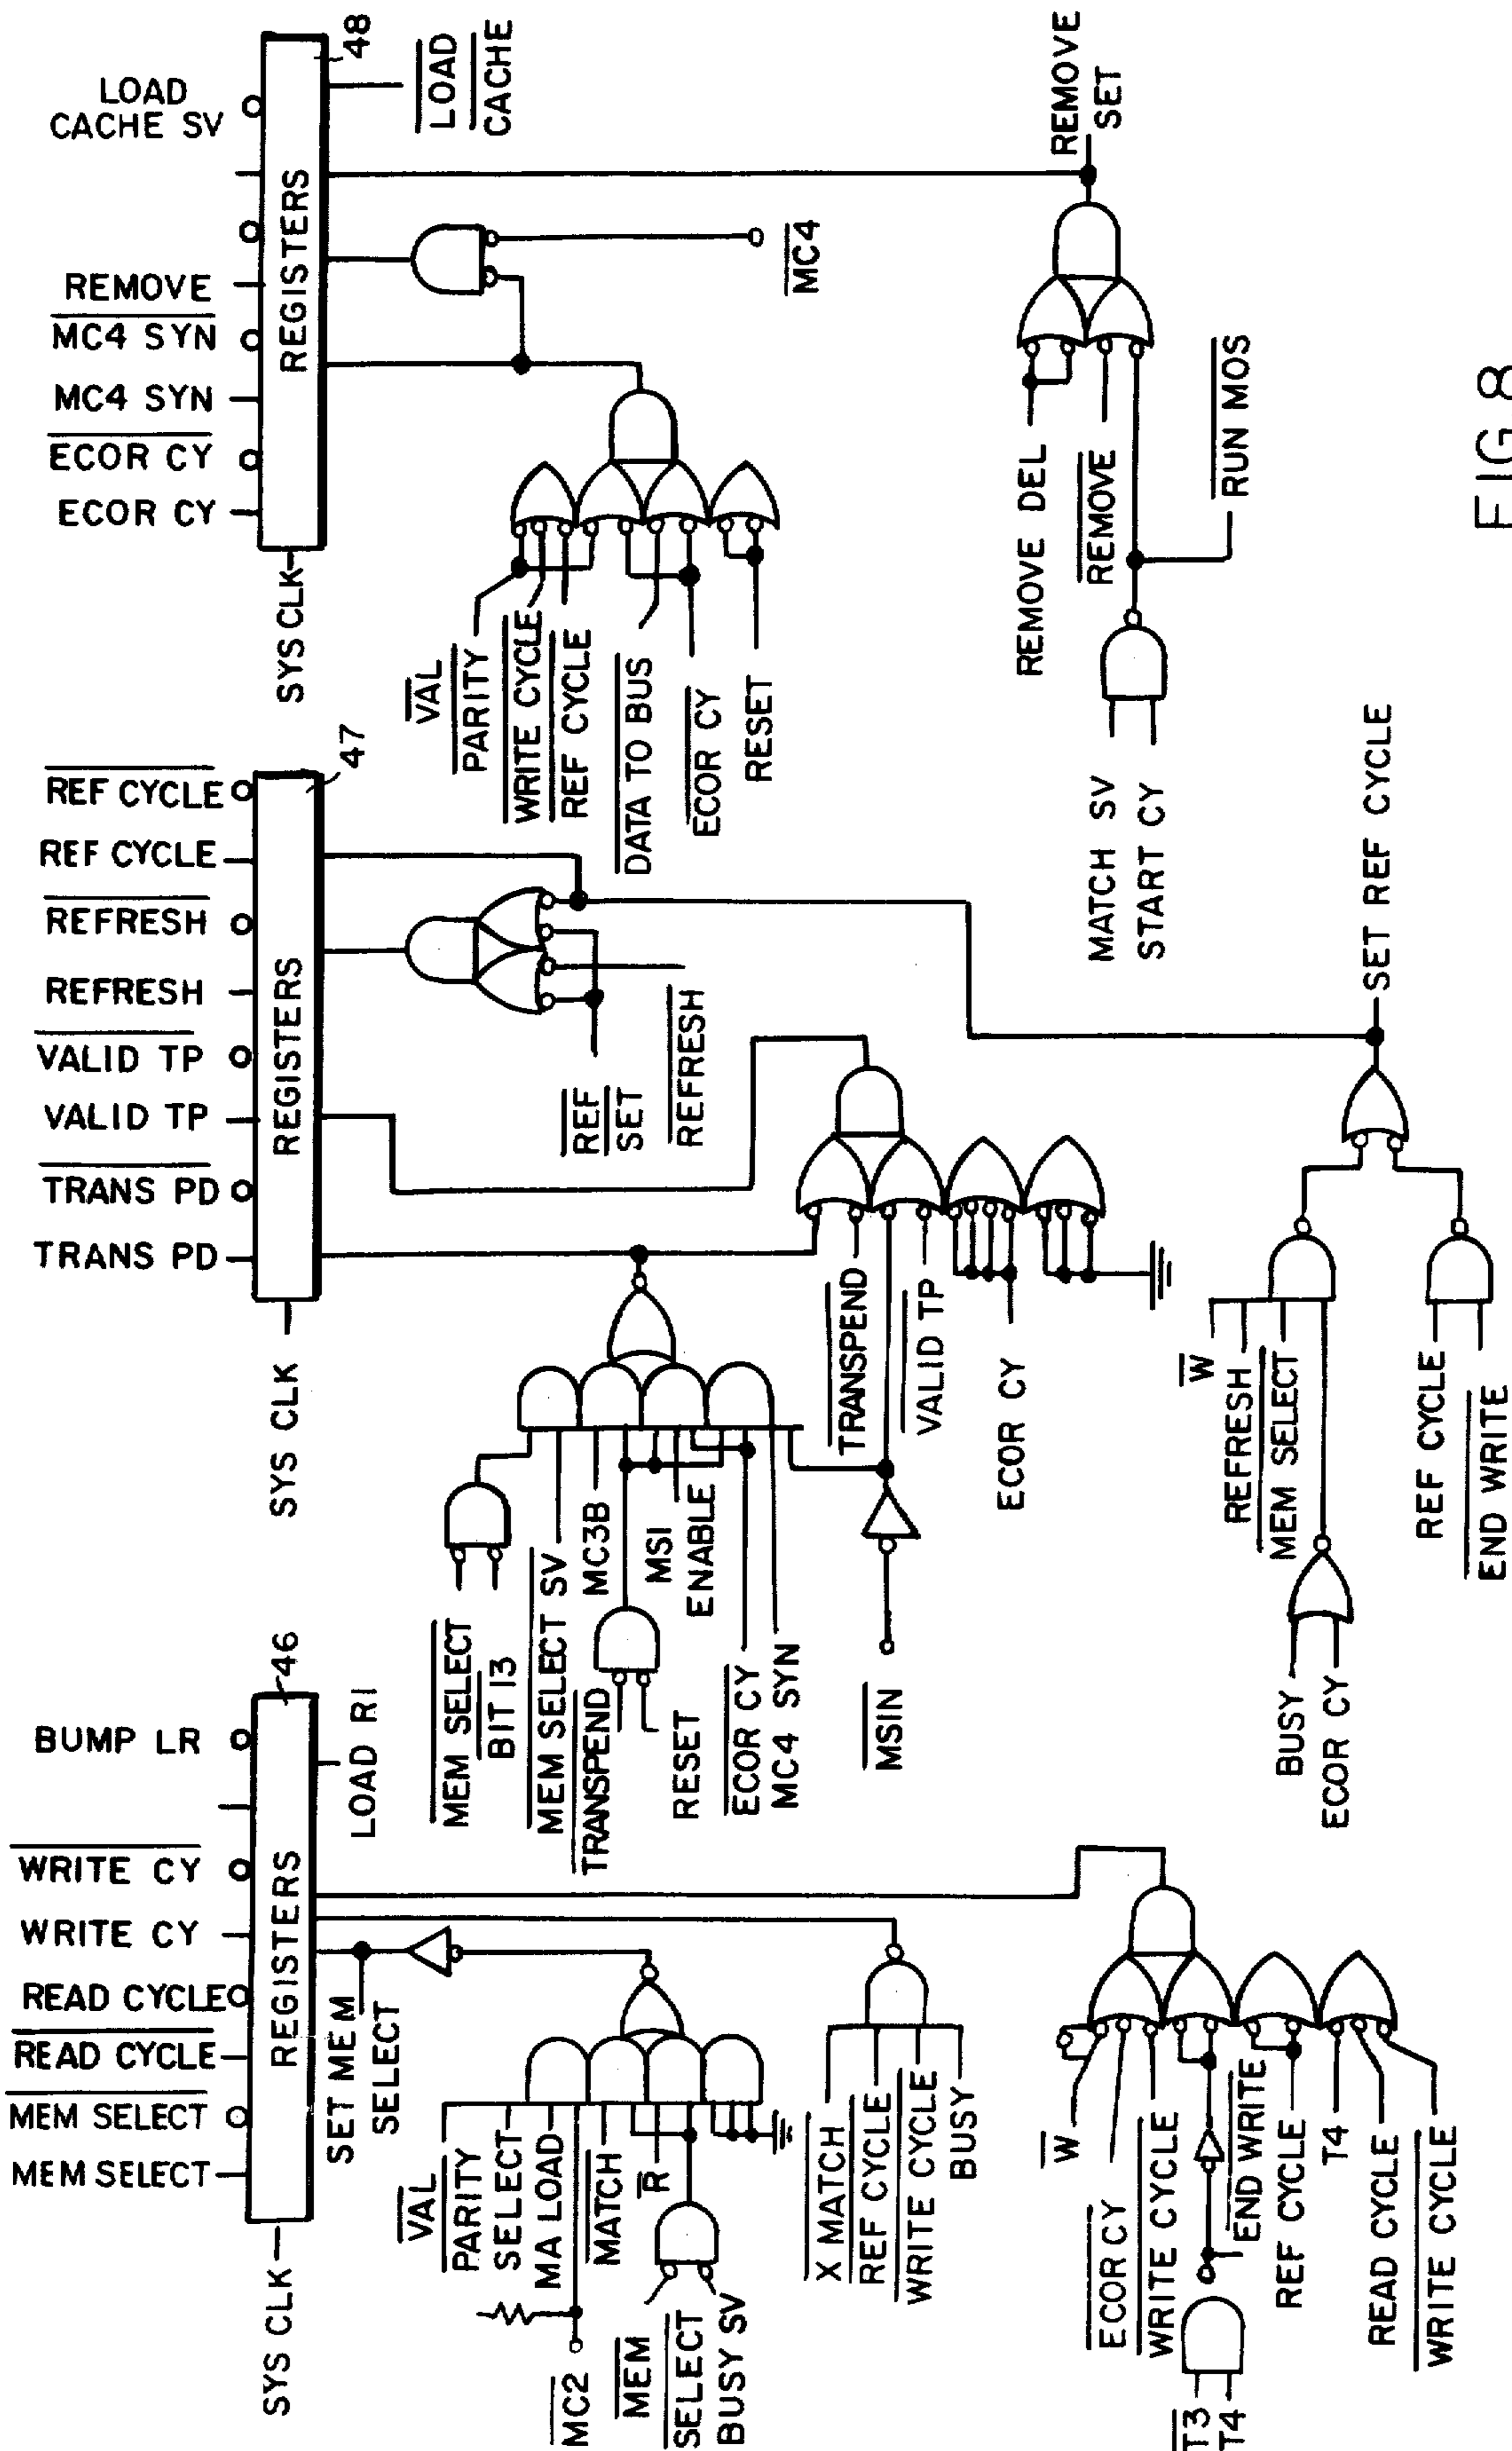 BUMP LR
WRITE CY
WRITE CY
READ CYCLE
READ CYCLE
MEM SELECT
MEM SELECT
SYS CLK
REGISTERS
46
LOAD RI
SET MEM
SELECT
VAL
PARITY
SELECT
MA LOAD
MC2
MATCH
R
MEM
SELECT
BUSY SV
X MATCH
REF CYCLE
WRITE CYCLE
BUSY
W
ECOR CY
WRITE CYCLE
T3
T4
END WRITE
REF CYCLE
T4
READ CYCLE
WRITE CYCLE
REF CYCLE
REF CYCLE
REFRESH
REFRESH
VALID TP
VALID TP
TRANS PD
TRANS PD
SYS CLK
REGISTERS
47
REF
SET
REFRESH
MEM SELECT
BIT 13
MEM SELECT SV
MC3B
TRANSPEND
RESET
MSI
ENABLE
ECOR CY
MC4 SYN
MSIN
TRANSPEND
VALID TP
ECOR CY
W
REFRESH
MEM SELECT
BUSY
ECOR CY
REF CYCLE
END WRITE
SET REF CYCLE
LOAD
CACHE SV
REMOVE
MC4 SYN
MC4 SYN
ECOR CY
ECOR CY
SYS CLK
REGISTERS
48
LOAD
CACHE
MC4
VAL
PARITY
WRITE CYCLE
REF CYCLE
DATA TO BUS
ECOR CY
RESET
REMOVE DEL
REMOVE
MATCH SV
START CY
RUN MOS
REMOVE
SET
FIG 8